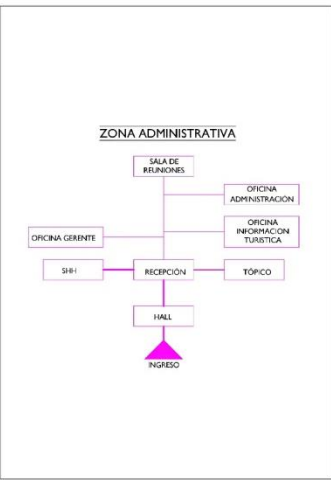 ZONA ADMINISTRATIVA
SALA DE
REUNIONES
OFICINA
ADMINISTRACIÓN
OFICINA
INFORMACION
TURISTICA
OFICINA GERENTE
SHH
RECEPCIÓN
TÓPICO
HALL
INGRESO